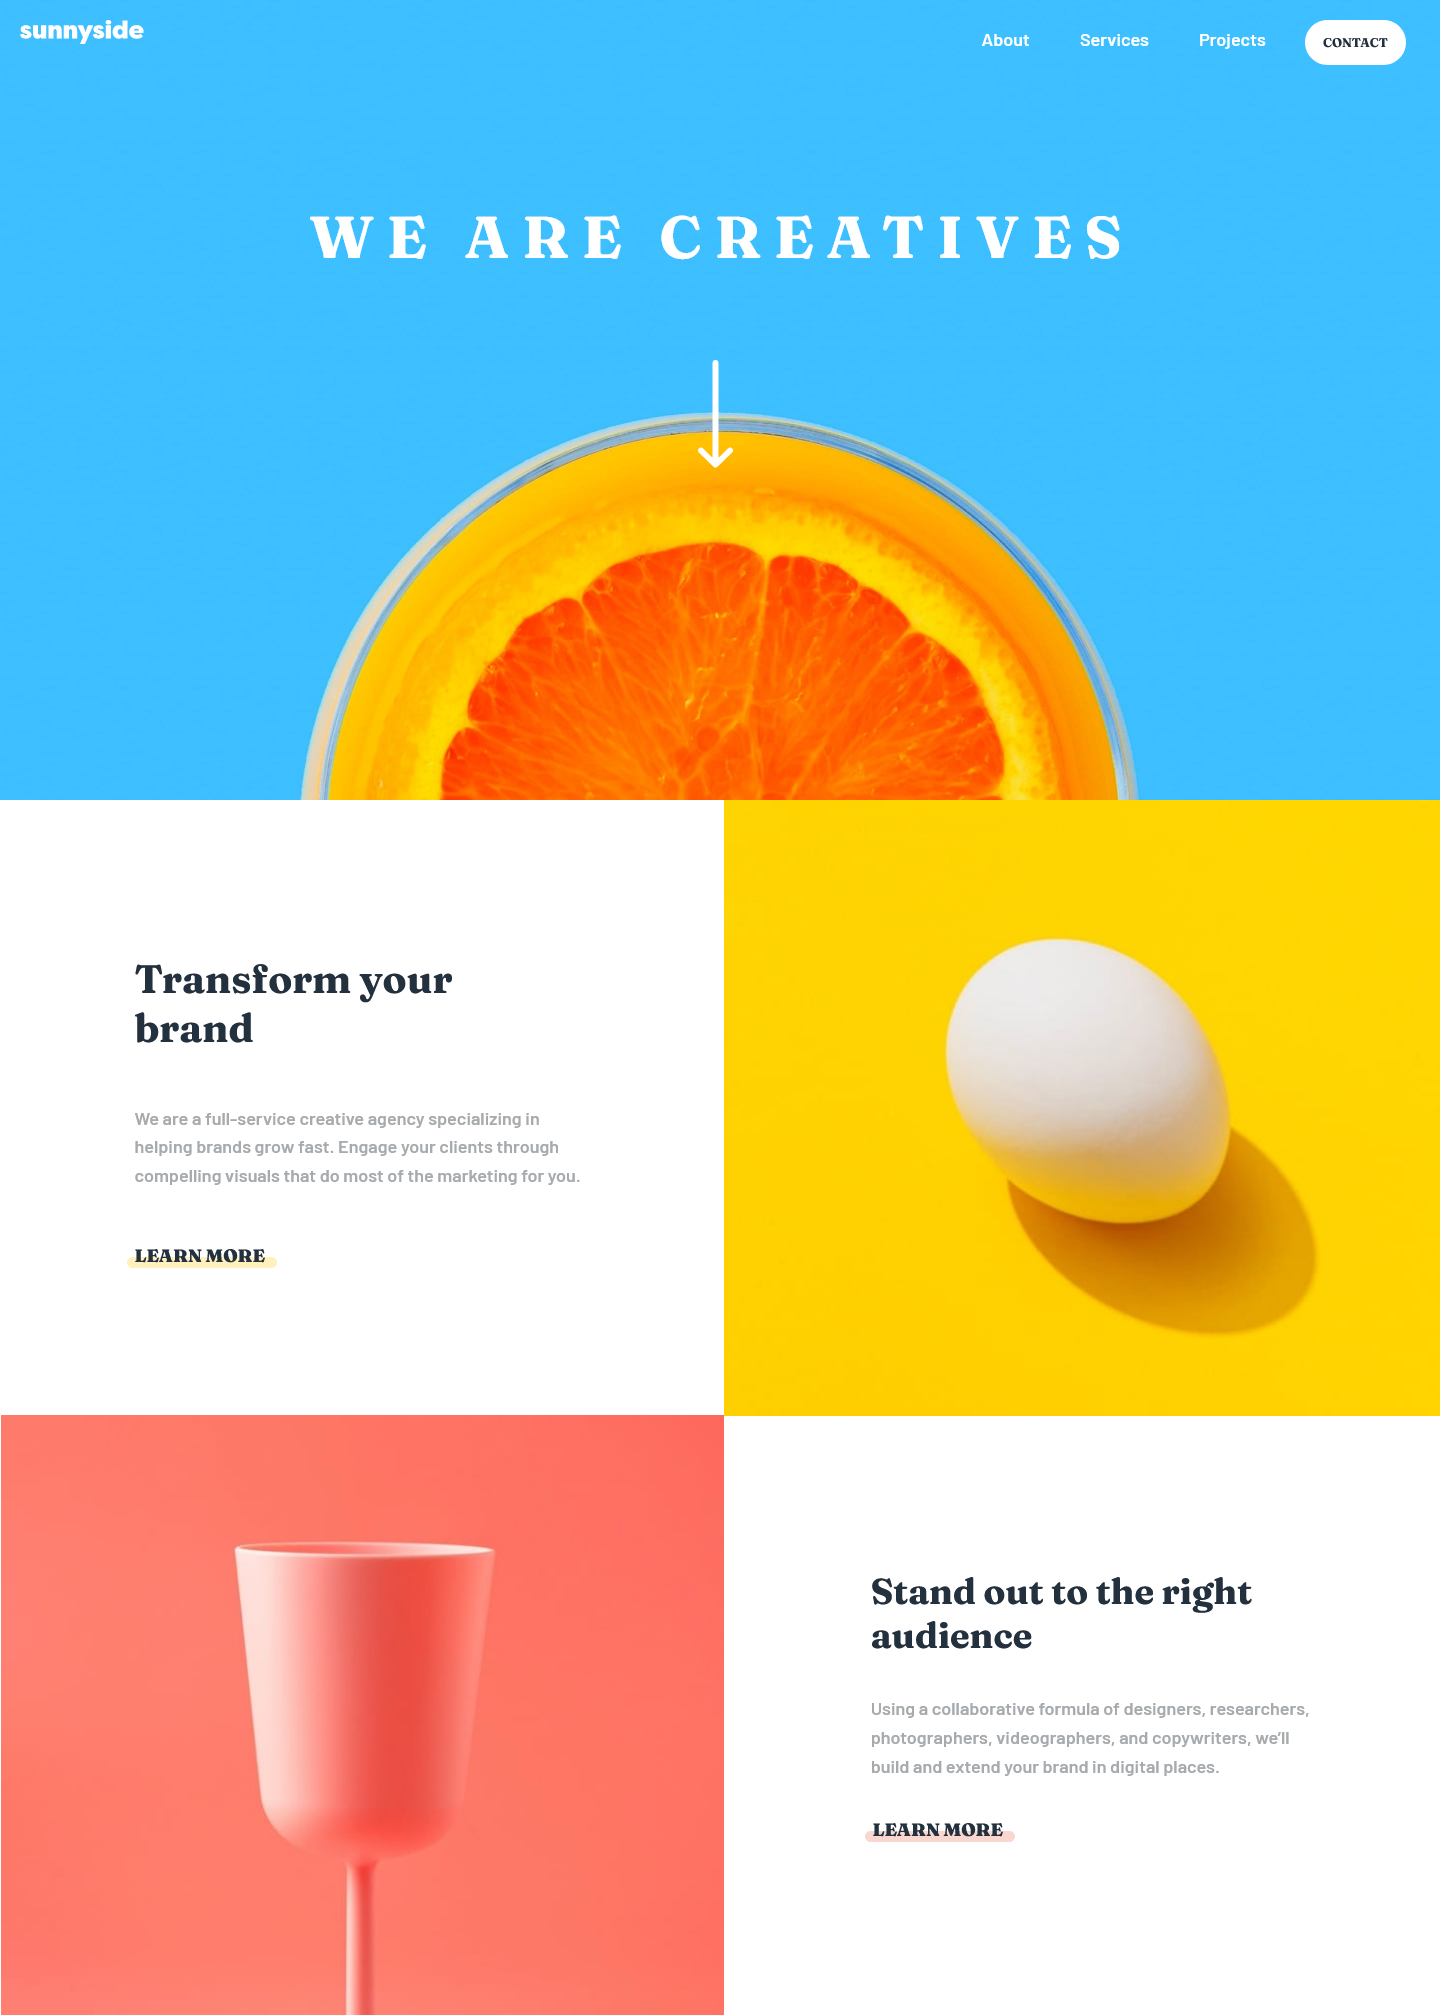 sunnyside
About Services Projects CONTACT
WE ARE CREATIVES
Transform your
brand
We are a full-service creative agency specializing in
helping brands grow fast. Engage your clients through
compelling visuals that do most of the marketing for you.
LEARN MORE
Stand out to the right
audience
Using a collaborative formula of designers, researchers,
photographers, videographers, and copywriters, we’ll
build and extend your brand in digital places.
LEARN MORE